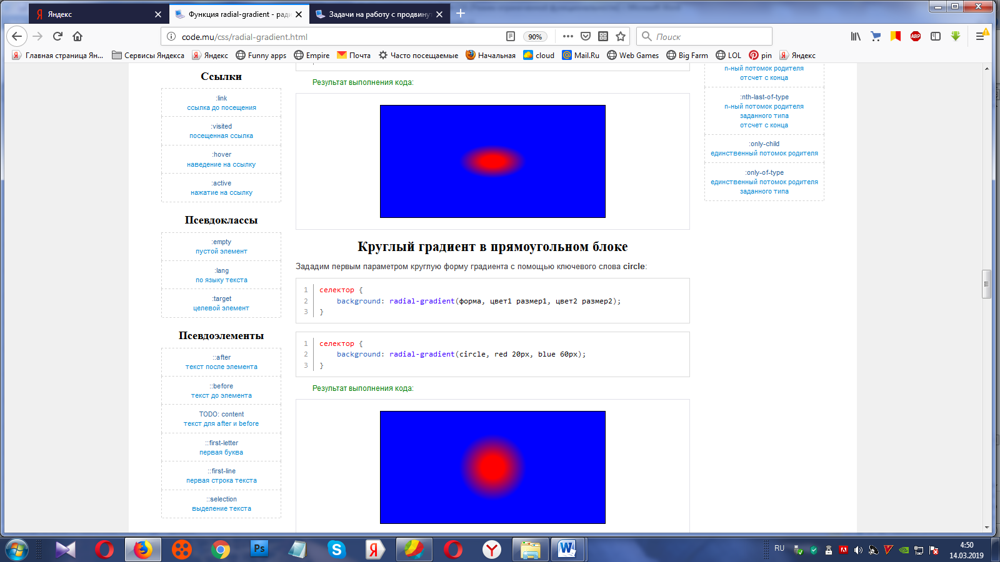 Яндекс
Функция radial-gradient - ради
Задачи на работу с продвинут
code.mu/css/radial-gradient.html
90%
Поиск
ABP
Главная страница Ян...
Сервисы Яндекса
Яндекс
Funny apps
Empire
Почта
Часто посещаемые
Начальная
cloud
Mail.Ru
Web Games
Big Farm
LOL
pin
Яндекс
Ссылки
:link
ссылка до посещения
:visited
посещенная ссылка
:hover
наведение на ссылку
:active
нажатие на ссылку
Псевдоклассы
:empty
пустой элемент
:lang
по языку текста
:target
целевой элемент
Псевдоэлементы
::after
текст после элемента
::before
текст до элемента
TODO: content
текст для after и before
::first-letter
первая буква
::first-line
первая строка текста
::selection
выделение текста
Результат выполнения кода:
Круглый градиент в прямоугольном блоке
Зададим первым параметром круглую форму градиента с помощью ключевого слова circle:
1 селектор {
2 background: radial-gradient(форма, цвет1 размер1, цвет2 размер2);
3 }
1 селектор {
2 background: radial-gradient(circle, red 20px, blue 60px);
3 }
Результат выполнения кода:
n-ный потомок родителя
отсчет с конца
:nth-last-of-type
n-ный потомок родителя
заданного типа
отсчет с конца
:only-child
единственный потомок родителя
:only-of-type
единственный потомок родителя
заданного типа
Ps
RU
4:50
14.03.2019